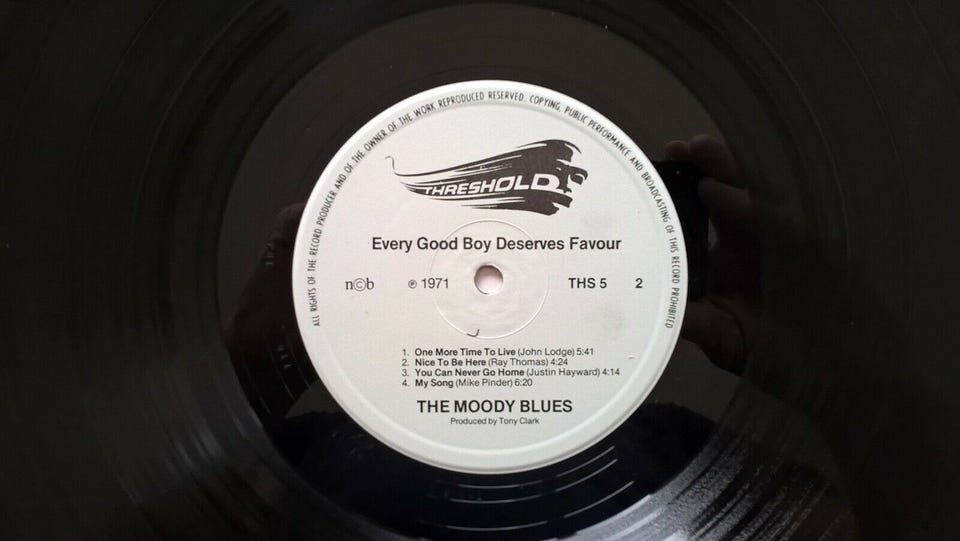 ALL RIGHTS OF THE RECORD PRODUCER AND OF THE OWNER OF THE WORK REPRODUCED RESERVED, COPYING, PUBLIC PERFORMANCE AND BROADCASTING OF THIS RECORD PROHIBITED
THRESHOLD
Every Good Boy Deserves Favour
n©b ℗ 1971 THS 5 2
1. One More Time To Live (John Lodge) 5:41
2. Nice To Be Here (Ray Thomas) 4:24
3. You Can Never Go Home (Justin Hayward) 4:14
4. My Song (Mike Pinder) 6:20
THE MOODY BLUES
Produced by Tony Clark